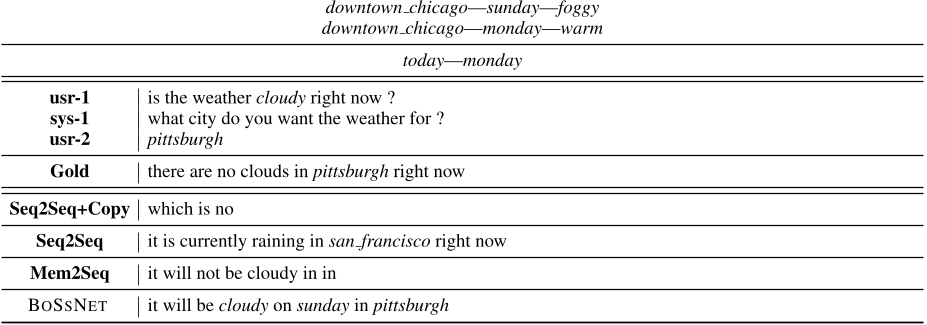 downtown_chicago—sunday—foggy
downtown_chicago—monday—warm
today—monday
usr-1 is the weather cloudy right now ?
sys-1 what city do you want the weather for ?
usr-2 pittsburgh
Gold there are no clouds in pittsburgh right now
Seq2Seq+Copy which is no
Seq2Seq it is currently raining in san_francisco right now
Mem2Seq it will not be cloudy in in
BOSSNET it will be cloudy on sunday in pittsburgh